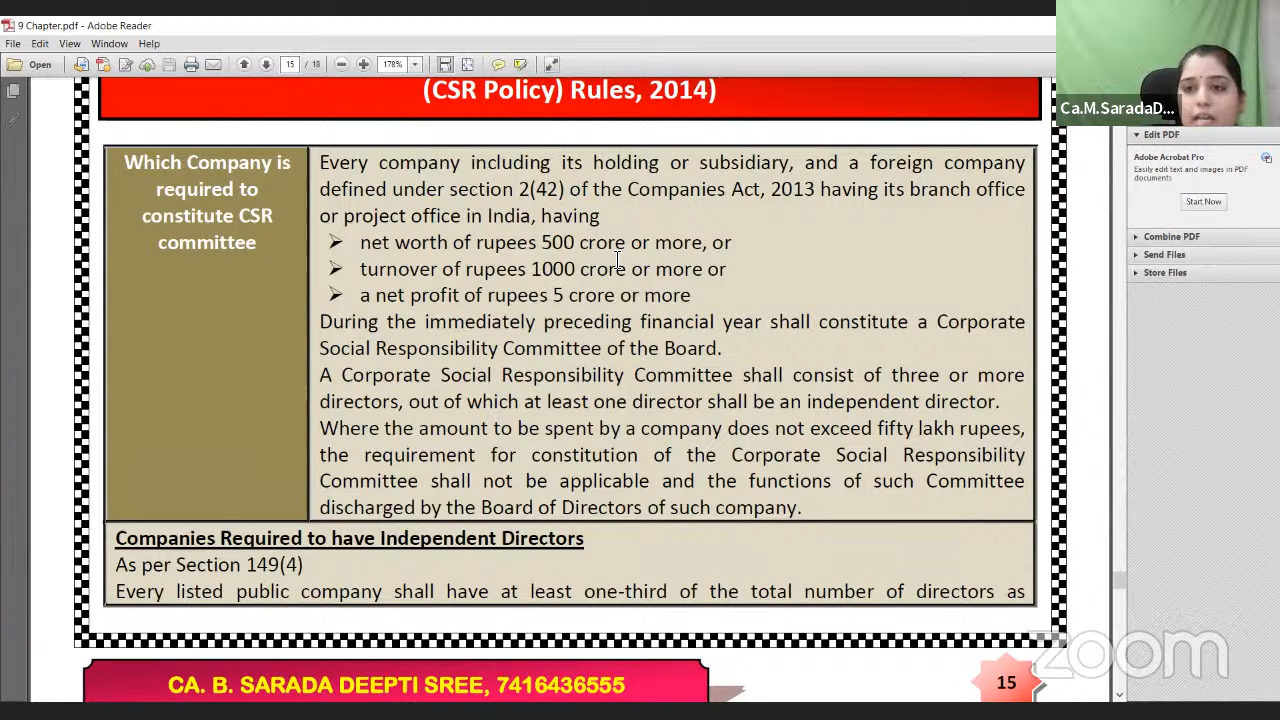 9 Chapter.pdf - Adobe Reader
File Edit View Window Help
Open 15 / 18 178%
(CSR Policy) Rules, 2014)
Ca.M.SaradaD...
Edit PDF
Adobe Acrobat Pro
Easily edit text and images in PDF
documents
Start Now
Combine PDF
Send Files
Store Files
Which Company is
required to
constitute CSR
committee
Every company including its holding or subsidiary, and a foreign company
defined under section 2(42) of the Companies Act, 2013 having its branch office
or project office in India, having
net worth of rupees 500 crore or more, or
turnover of rupees 1000 crore or more or
a net profit of rupees 5 crore or more
During the immediately preceding financial year shall constitute a Corporate
Social Responsibility Committee of the Board.
A Corporate Social Responsibility Committee shall consist of three or more
directors, out of which at least one director shall be an independent director.
Where the amount to be spent by a company does not exceed fifty lakh rupees,
the requirement for constitution of the Corporate Social Responsibility
Committee shall not be applicable and the functions of such Committee
discharged by the Board of Directors of such company.
Companies Required to have Independent Directors
As per Section 149(4)
Every listed public company shall have at least one-third of the total number of directors as
zoom
CA. B. SARADA DEEPTI SREE, 7416436555
15